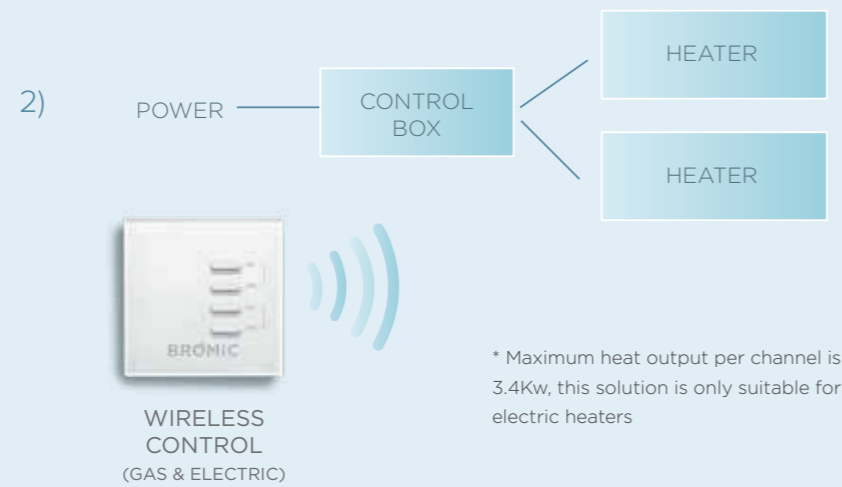 2)
POWER
CONTROL
BOX
HEATER
HEATER
BROMIC
WIRELESS
CONTROL
(GAS & ELECTRIC)
* Maximum heat output per channel is
3.4Kw, this solution is only suitable for
electric heaters